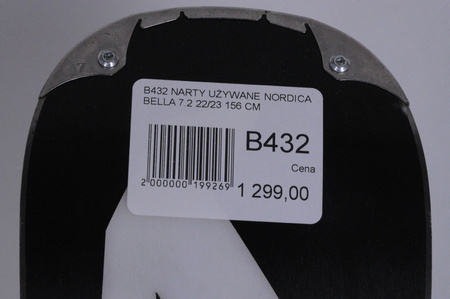 B432 NARTY UŻYWANE NORDICA
BELLA 7.2 22/23 156 CM
B432
Cena
2 000000 199269
1 299,00